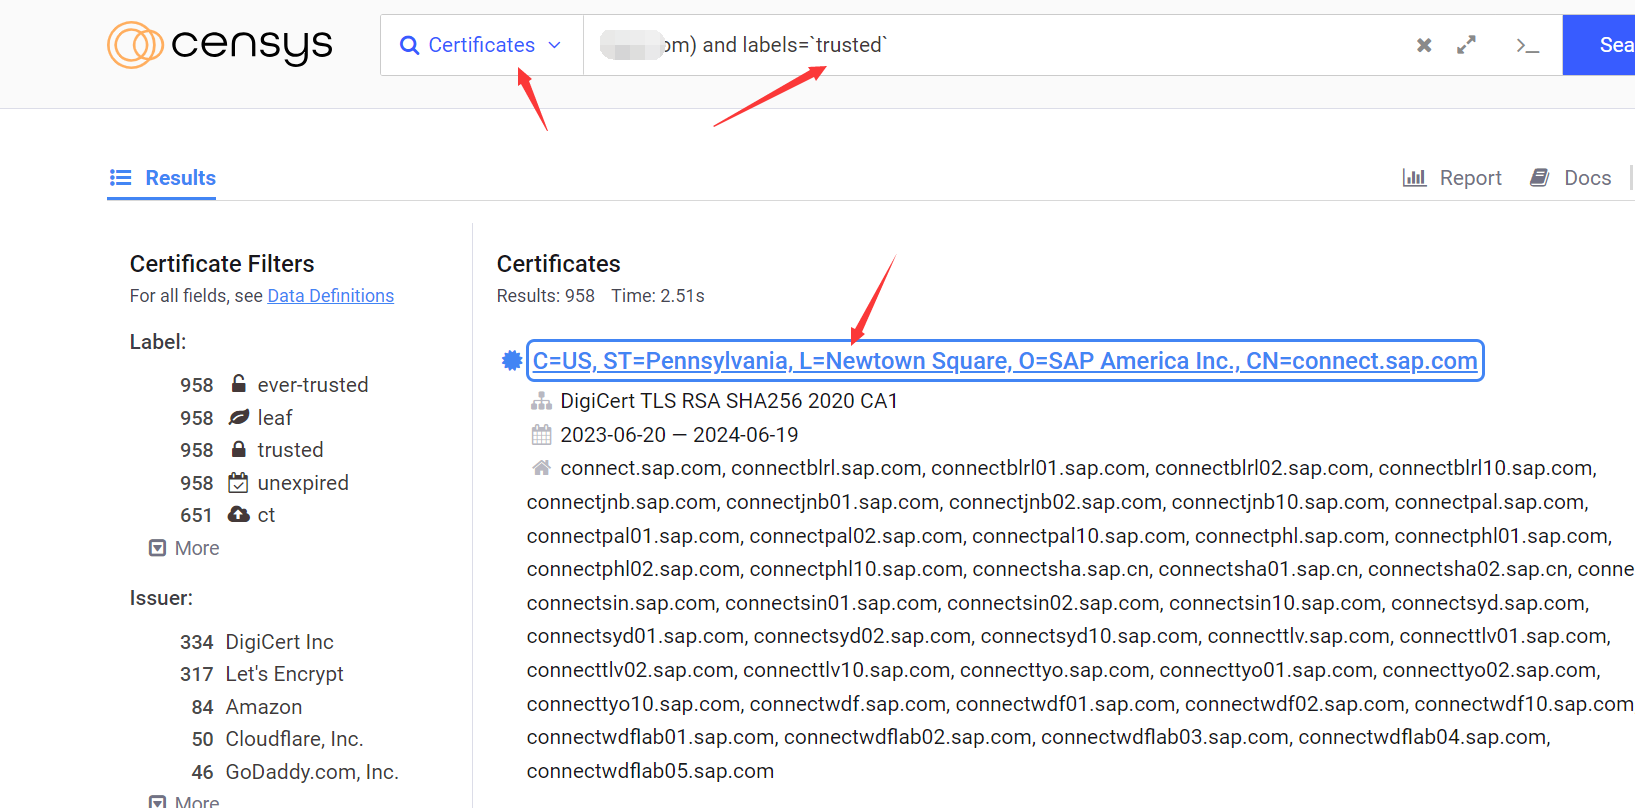 censys
Certificates
om) and labels=`trusted`
>_
Sea
Results
Report
Docs
Certificate Filters
For all fields, see Data Definitions
Label:
958 ever-trusted
958 leaf
958 trusted
958 unexpired
651 ct
More
Issuer:
334 DigiCert Inc
317 Let's Encrypt
84 Amazon
50 Cloudflare, Inc.
46 GoDaddy.com, Inc.
More
Certificates
Results: 958 Time: 2.51s
C=US, ST=Pennsylvania, L=Newtown Square, O=SAP America Inc., CN=connect.sap.com
DigiCert TLS RSA SHA256 2020 CA1
2023-06-20 — 2024-06-19
connect.sap.com, connectblrl.sap.com, connectblrl01.sap.com, connectblrl02.sap.com, connectblrl10.sap.com,
connectjnb.sap.com, connectjnb01.sap.com, connectjnb02.sap.com, connectjnb10.sap.com, connectpal.sap.com,
connectpal01.sap.com, connectpal02.sap.com, connectpal10.sap.com, connectphl.sap.com, connectphl01.sap.com,
connectphl02.sap.com, connectphl10.sap.com, connectsha.sap.cn, connectsha01.sap.cn, connectsha02.sap.cn, conne
connectsin.sap.com, connectsin01.sap.com, connectsin02.sap.com, connectsin10.sap.com, connectsyd.sap.com,
connectsyd01.sap.com, connectsyd02.sap.com, connectsyd10.sap.com, connecttlv.sap.com, connecttlv01.sap.com,
connecttlv02.sap.com, connecttlv10.sap.com, connecttyo.sap.com, connecttyo01.sap.com, connecttyo02.sap.com,
connecttyo10.sap.com, connectwdf.sap.com, connectwdf01.sap.com, connectwdf02.sap.com, connectwdf10.sap.com
connectwdflab01.sap.com, connectwdflab02.sap.com, connectwdflab03.sap.com, connectwdflab04.sap.com,
connectwdflab05.sap.com